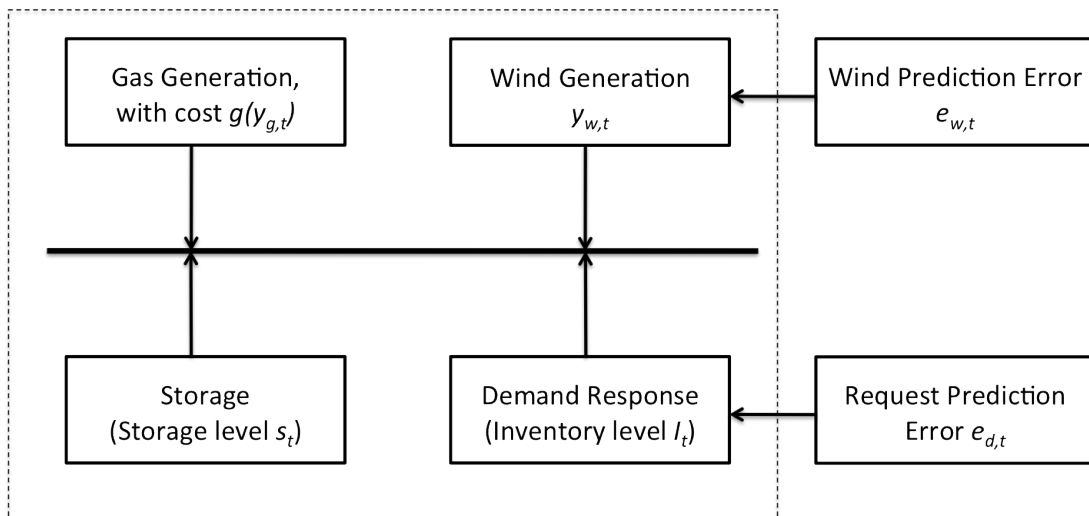 Gas Generation,
with cost g(y_{g,t})
Wind Generation
y_{w,t}
Wind Prediction Error
e_{w,t}
Storage
(Storage level s_t)
Demand Response
(Inventory level I_t)
Request Prediction
Error e_{d,t}